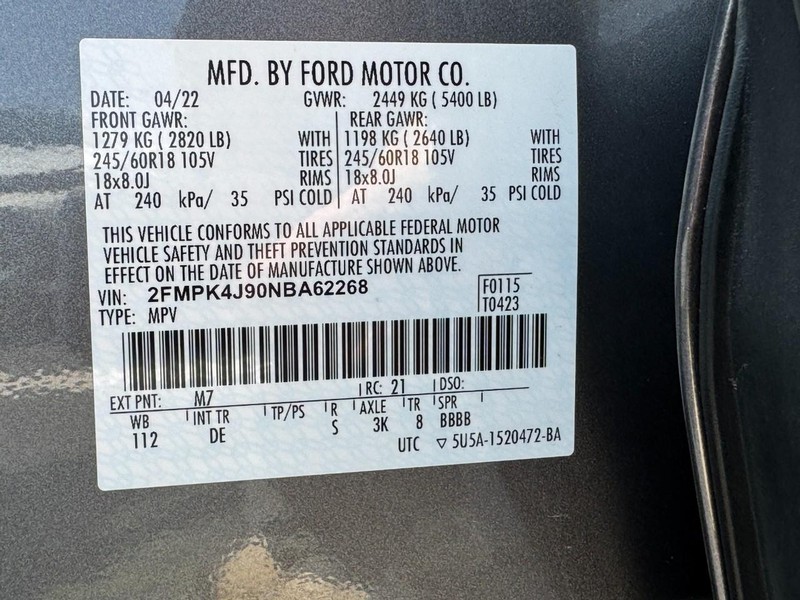 MFD. BY FORD MOTOR CO.
DATE: 04/22 GVWR: 2449 KG ( 5400 LB)
FRONT GAWR: REAR GAWR:
1279 KG ( 2820 LB) WITH 1198 KG ( 2640 LB) WITH
245/60R18 105V TIRES 245/60R18 105V TIRES
18x8.0J RIMS 18x8.0J RIMS
AT 240 kPa/ 35 PSI COLD AT 240 kPa/ 35 PSI COLD
THIS VEHICLE CONFORMS TO ALL APPLICABLE FEDERAL MOTOR
VEHICLE SAFETY AND THEFT PREVENTION STANDARDS IN
EFFECT ON THE DATE OF MANUFACTURE SHOWN ABOVE.
VIN: 2FMPK4J90NBA62268 F0115
TYPE: MPV T0423
EXT PNT: M7 RC: 21 DSO:
WB INT TR TP/PS R AXLE TR SPR
112 DE S 3K 8 BBBB
UTC ▽ 5U5A-1520472-BA